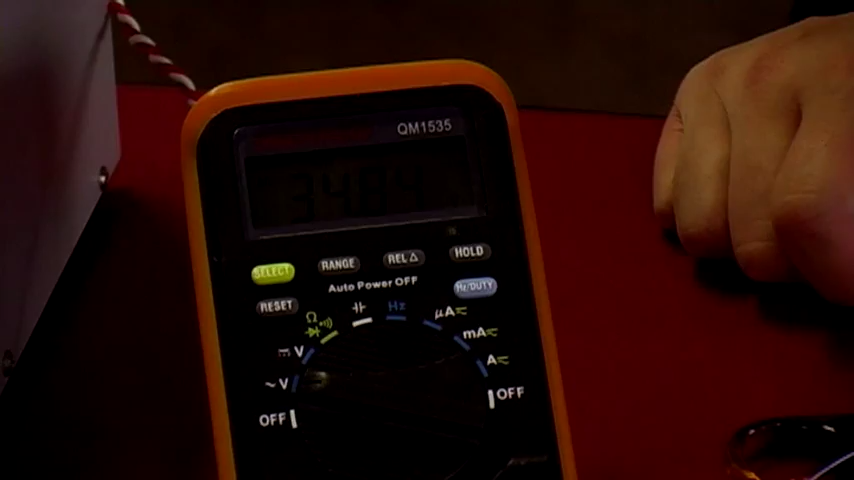 QM1535
SELECT RANGE REL Δ HOLD
Auto Power OFF
RESET Hz/DUTY
Ω Hz μA
mA
V
A
~V
OFF OFF